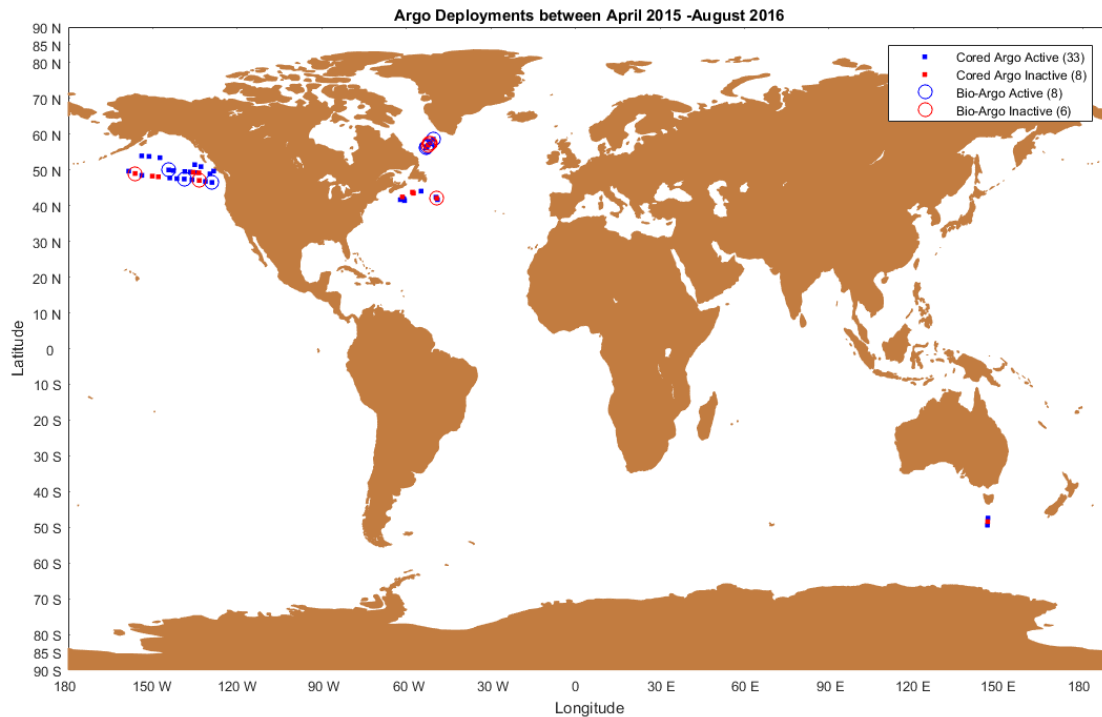 Argo Deployments between April 2015 -August 2016
Cored Argo Active (33)
Cored Argo Inactive (8)
Bio-Argo Active (8)
Bio-Argo Inactive (6)
Latitude
90 N
85 N
80 N
70 N
60 N
50 N
40 N
30 N
20 N
10 N
0
10 S
20 S
30 S
40 S
50 S
60 S
70 S
80 S
85 S
90 S
180 150 W 120 W 90 W 60 W 30 W 0 30 E 60 E 90 E 120 E 150 E 180
Longitude